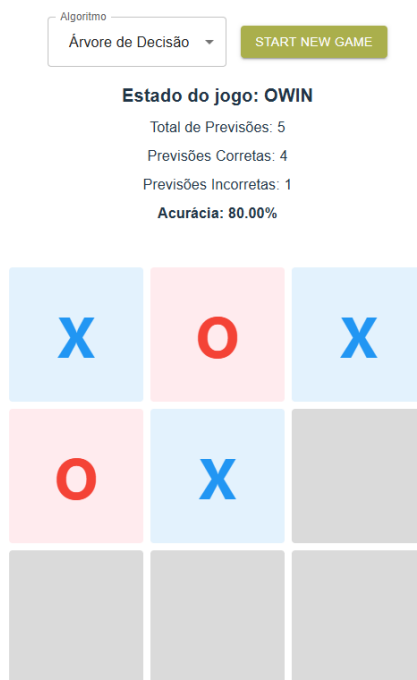 Algoritmo
Árvore de Decisão
START NEW GAME
Estado do jogo: OWIN
Total de Previsões: 5
Previsões Corretas: 4
Previsões Incorretas: 1
Acurácia: 80.00%
X O X
O X